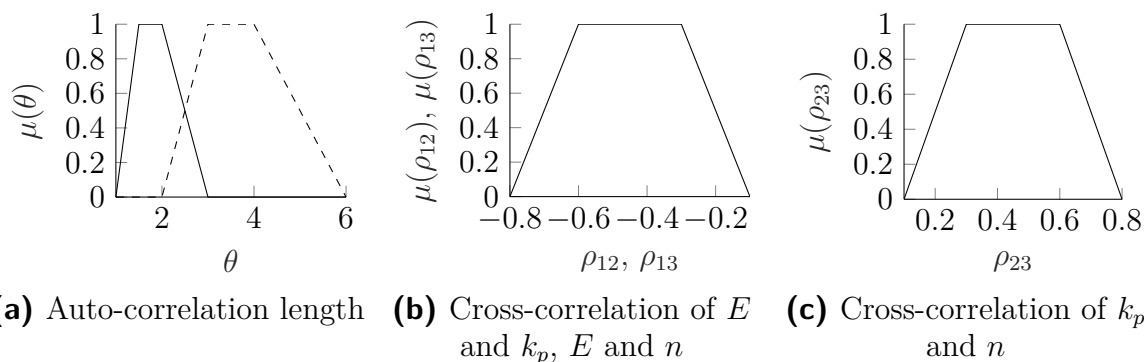 1
0.8
0.6
0.4
0.2
0
2
4
6
μ(θ)
θ
1
0.8
0.6
0.4
0.2
0
−0.8
−0.6
−0.4
−0.2
μ(ρ12), μ(ρ13)
ρ12, ρ13
1
0.8
0.6
0.4
0.2
0
0.2
0.4
0.6
0.8
μ(ρ23)
ρ23
a) Auto-correlation length
(b) Cross-correlation of E
and kp, E and n
(c) Cross-correlation of kp
and n